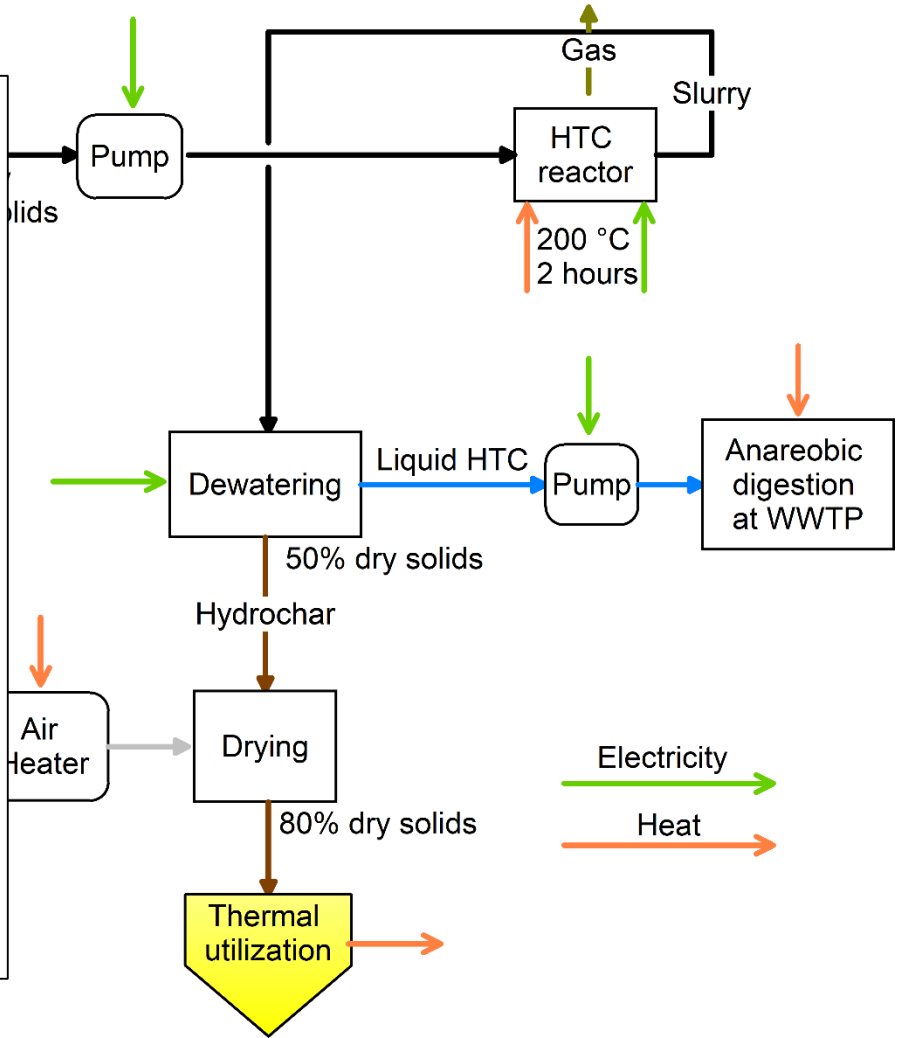 Gas
Slurry
Pump
HTC
reactor
200 °C
2 hours
Dewatering
Liquid HTC
Pump
Anareobic
digestion
at WWTP
50% dry solids
Hydrochar
Air
Drying
Electricity
Heat
80% dry solids
Thermal
utilization